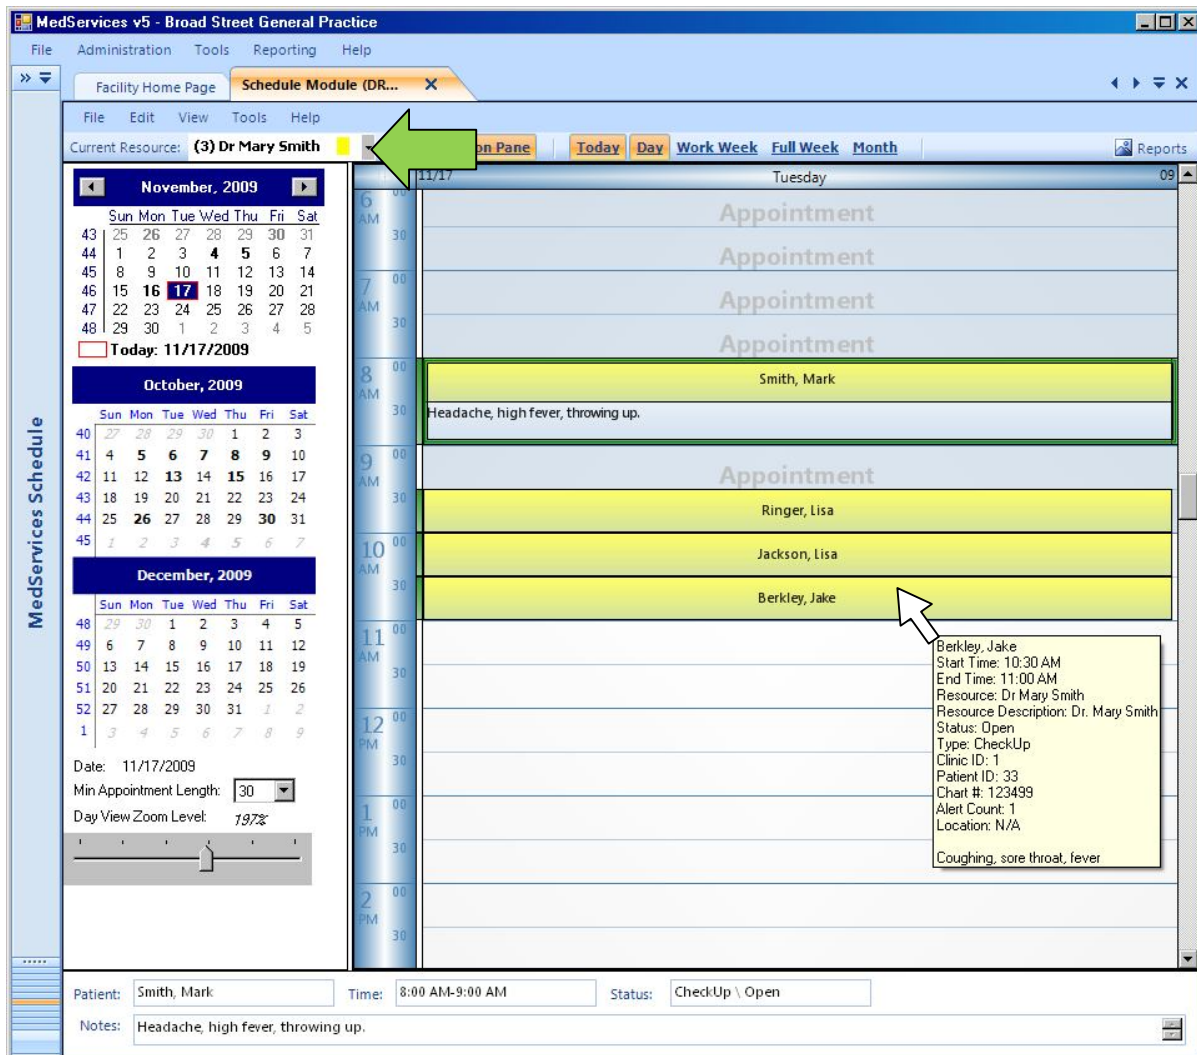 MedServices v5 - Broad Street General Practice
File Administration Tools Reporting Help
Facility Home Page Schedule Module (DR... X
File Edit View Tools Help
Current Resource: (3) Dr Mary Smith on Pane Today Day Work Week Full Week Month Reports
MedServices Schedule
November, 2009
Sun Mon Tue Wed Thu Fri Sat
43 25 26 27 28 29 30 31
44 1 2 3 4 5 6 7
45 8 9 10 11 12 13 14
46 15 16 17 18 19 20 21
47 22 23 24 25 26 27 28
48 29 30 1 2 3 4 5
Today: 11/17/2009
October, 2009
Sun Mon Tue Wed Thu Fri Sat
40 27 28 29 30 1 2 3
41 4 5 6 7 8 9 10
42 11 12 13 14 15 16 17
43 18 19 20 21 22 23 24
44 25 26 27 28 29 30 31
45 1 2 3 4 5 6 7
December, 2009
Sun Mon Tue Wed Thu Fri Sat
48 29 30 1 2 3 4 5
49 6 7 8 9 10 11 12
50 13 14 15 16 17 18 19
51 20 21 22 23 24 25 26
52 27 28 29 30 31 1 2
1 3 4 5 6 7 8 9
Date: 11/17/2009
Min Appointment Length: 30
Day View Zoom Level: 197%
11/17 Tuesday 09
6 AM 00 Appointment
30 Appointment
7 AM 00 Appointment
30 Appointment
8 AM 00 Smith, Mark
30 Headache, high fever, throwing up.
9 AM 00 Appointment
30 Ringer, Lisa
10 AM 00 Jackson, Lisa
30 Berkley, Jake
11 AM 00
30
12 PM 00
30
1 PM 00
30
2 PM 00
30
Berkley, Jake
Start Time: 10:30 AM
End Time: 11:00 AM
Resource: Dr Mary Smith
Resource Description: Dr. Mary Smith
Status: Open
Type: CheckUp
Clinic ID: 1
Patient ID: 33
Chart #: 123499
Alert Count: 1
Location: N/A
Coughing, sore throat, fever
Patient: Smith, Mark Time: 8:00 AM-9:00 AM Status: CheckUp \ Open
Notes: Headache, high fever, throwing up.